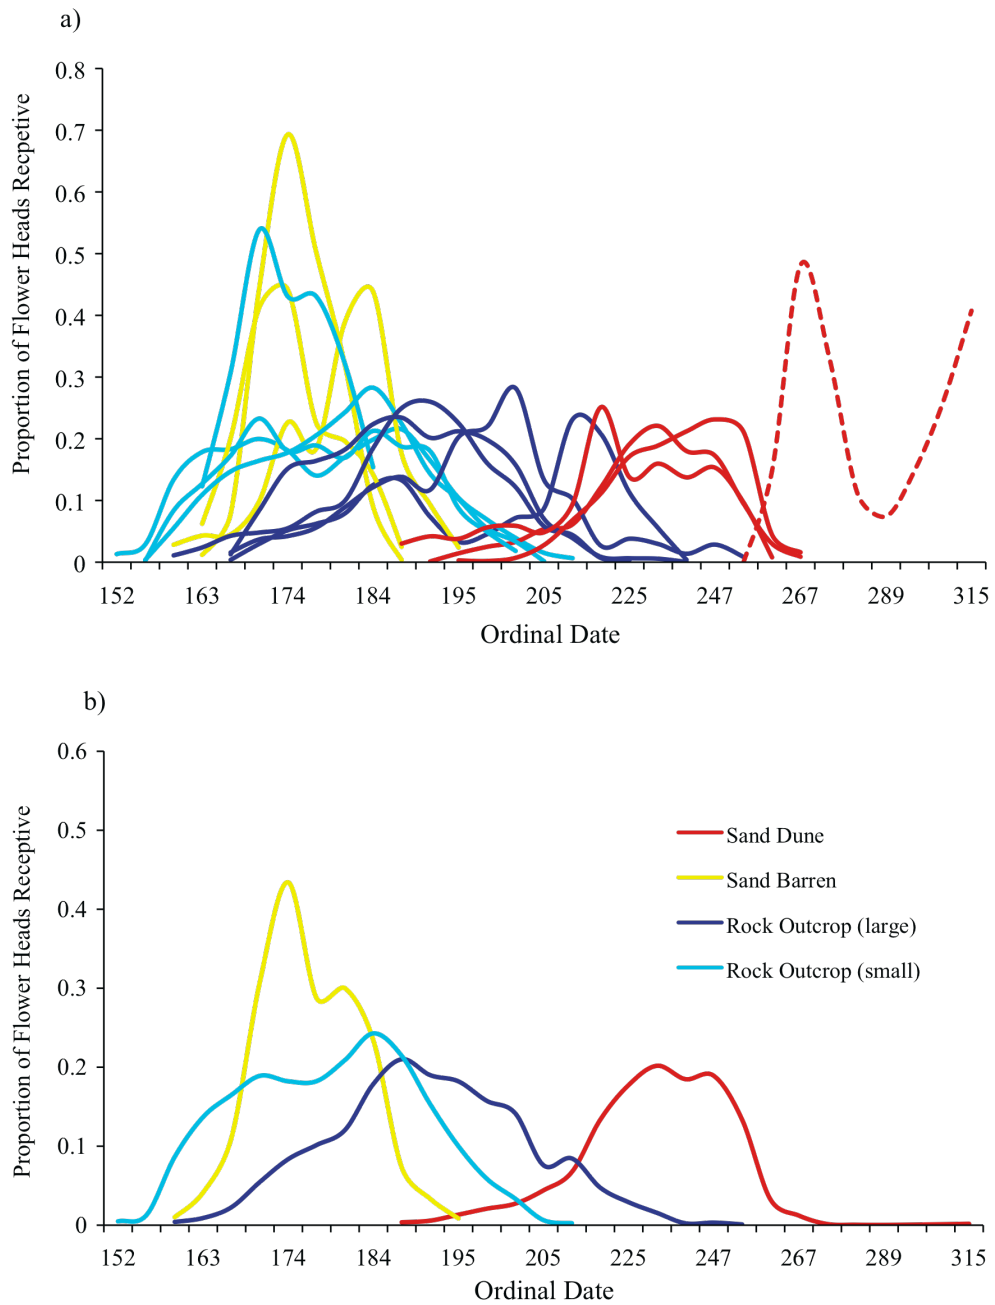 a)
Proportion of Flower Heads Recpetive
0.8
0.7
0.6
0.5
0.4
0.3
0.2
0.1
0
152 163 174 184 195 205 225 247 267 289 315
Ordinal Date
b)
Proportion of Flower Heads Receptive
0.6
0.5
0.4
0.3
0.2
0.1
0
Sand Dune
Sand Barren
Rock Outcrop (large)
Rock Outcrop (small)
152 163 174 184 195 205 225 247 267 289 315
Ordinal Date